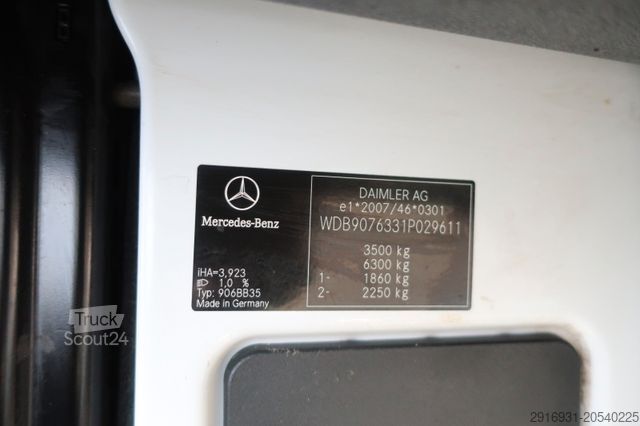 DAIMLER AG
e1*2007/46*0301
WDB9076331P029611
3500 kg
6300 kg
1- 1860 kg
2- 2250 kg
Mercedes-Benz
iHA=3,923
1,0 %
Typ: 906BB35
Made in Germany
Truck
Scout24
2916931-20540225